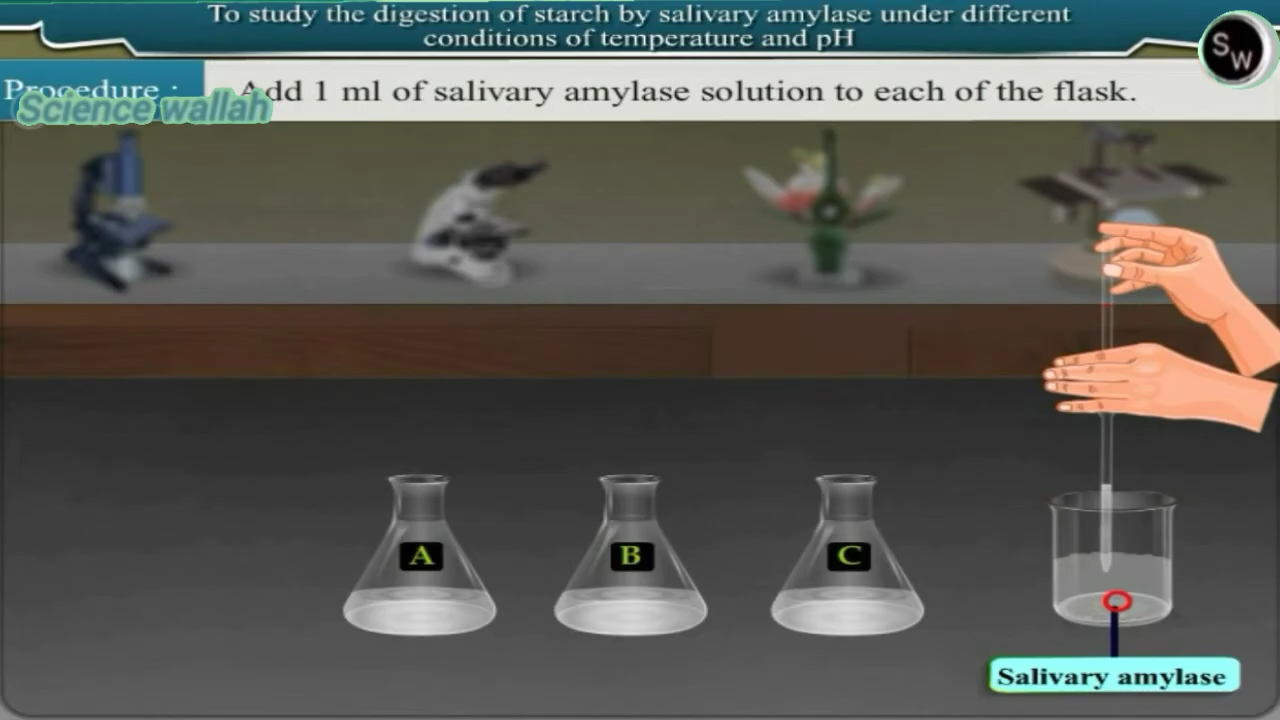 To study the digestion of starch by salivary amylase under different
conditions of temperature and pH
SW
Procedure :
Add 1 ml of salivary amylase solution to each of the flask.
Science wallah
A
B
C
Salivary amylase